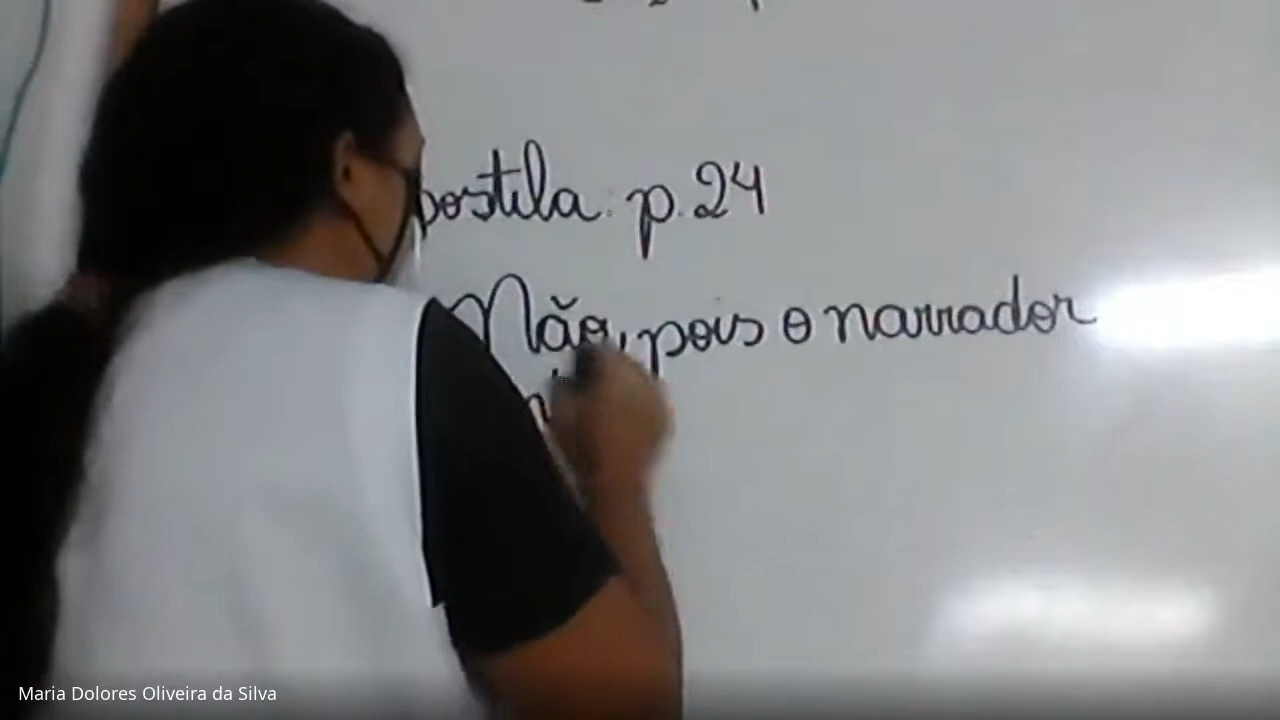 postila: p.24
Não, pois o narrador
Maria Dolores Oliveira da Silva